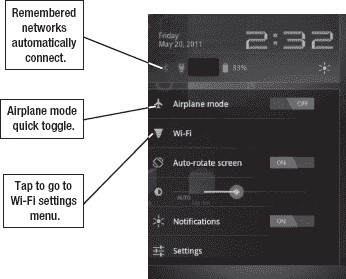 Remembered
networks
automatically
connect.
Friday
May 20, 2011
2:32
83%
Airplane mode
quick toggle.
Airplane mode
OFF
Wi-Fi
Tap to go to
Wi-Fi settings
menu.
Auto-rotate screen
ON
AUTO
Notifications
ON
Settings